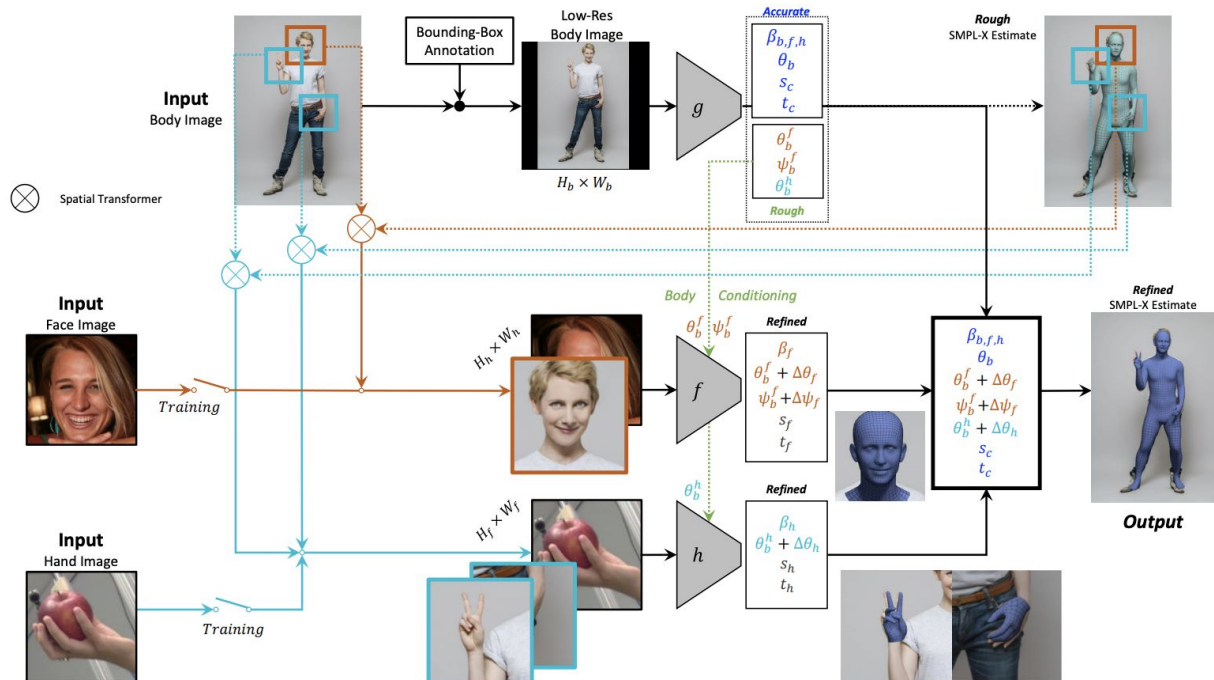 Bounding-Box
Annotation
Low-Res
Body Image
Accurate
β_{b,f,h}
θ_b
s_c
t_c
Rough
SMPL-X Estimate
Input
Body Image
g
H_b × W_b
θ_b^f
ψ_b^f
θ_b^h
Rough
Spatial Transformer
Input
Face Image
Training
H_h × W_h
Body Conditioning
θ_b^f ψ_b^f
f
Refined
β_f
θ_b^f + Δθ_f
ψ_b^f + Δψ_f
s_f
t_f
β_{b,f,h}
θ_b
θ_b^f + Δθ_f
ψ_b^f + Δψ_f
θ_b^h + Δθ_h
s_c
t_c
Refined
SMPL-X Estimate
Output
Input
Hand Image
Training
H_f × W_f
θ_b^h
h
Refined
β_h
θ_b^h + Δθ_h
s_h
t_h